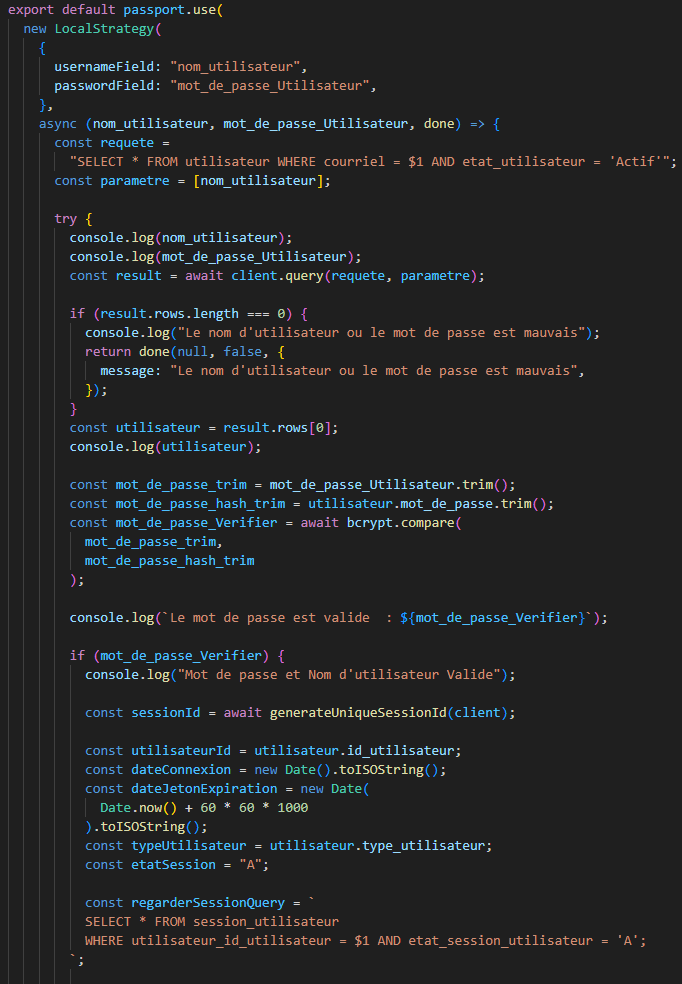 export default passport.use(
new LocalStrategy(
{
usernameField: "nom_utilisateur",
passwordField: "mot_de_passe_Utilisateur",
},
async (nom_utilisateur, mot_de_passe_Utilisateur, done) => {
const requete =
"SELECT * FROM utilisateur WHERE courriel = $1 AND etat_utilisateur = 'Actif'";
const parametre = [nom_utilisateur];
try {
console.log(nom_utilisateur);
console.log(mot_de_passe_Utilisateur);
const result = await client.query(requete, parametre);
if (result.rows.length === 0) {
console.log("Le nom d'utilisateur ou le mot de passe est mauvais");
return done(null, false, {
message: "Le nom d'utilisateur ou le mot de passe est mauvais",
});
}
const utilisateur = result.rows[0];
console.log(utilisateur);
const mot_de_passe_trim = mot_de_passe_Utilisateur.trim();
const mot_de_passe_hash_trim = utilisateur.mot_de_passe.trim();
const mot_de_passe_Verifier = await bcrypt.compare(
mot_de_passe_trim,
mot_de_passe_hash_trim
);
console.log(`Le mot de passe est valide  : ${mot_de_passe_Verifier}`);
if (mot_de_passe_Verifier) {
console.log("Mot de passe et Nom d'utilisateur Valide");
const sessionId = await generateUniqueSessionId(client);
const utilisateurId = utilisateur.id_utilisateur;
const dateConnexion = new Date().toISOString();
const dateJetonExpiration = new Date(
Date.now() + 60 * 60 * 1000
).toISOString();
const typeUtilisateur = utilisateur.type_utilisateur;
const etatSession = "A";
const regarderSessionQuery = `
SELECT * FROM session_utilisateur
WHERE utilisateur_id_utilisateur = $1 AND etat_session_utilisateur = 'A';
`;